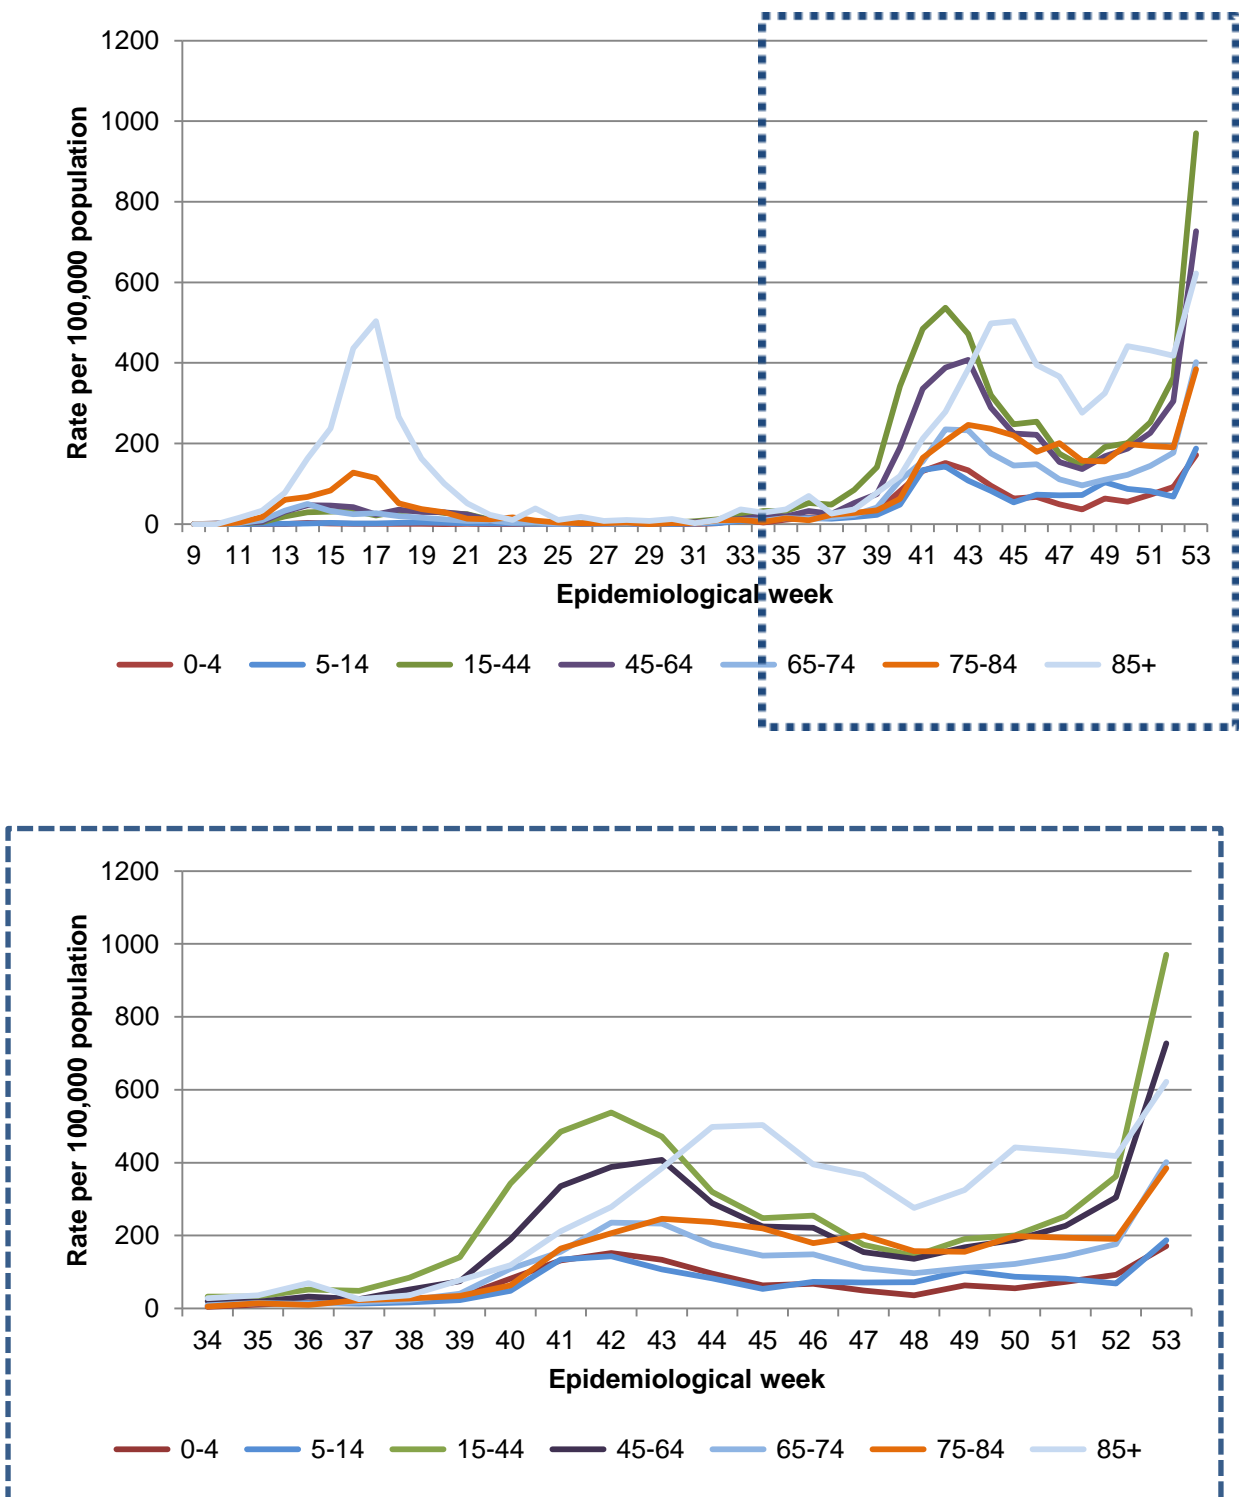 1200
1000
800
600
400
200
0
Rate per 100,000 population
9 11 13 15 17 19 21 23 25 27 29 31 33 35 37 39 41 43 45 47 49 51 53
Epidemiological week
0-4 5-14 15-44 45-64 65-74 75-84 85+
1200
1000
800
600
400
200
0
Rate per 100,000 population
34 35 36 37 38 39 40 41 42 43 44 45 46 47 48 49 50 51 52 53
Epidemiological week
0-4 5-14 15-44 45-64 65-74 75-84 85+